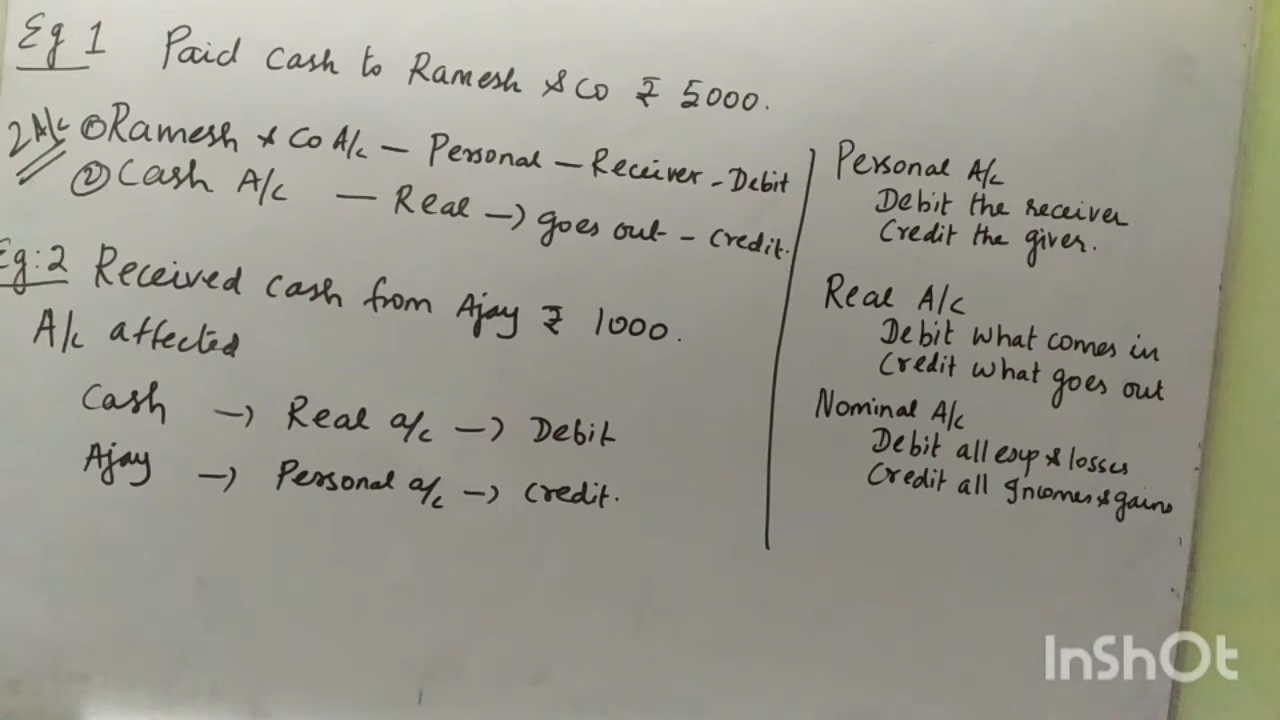 Eg 1 Paid cash to Ramesh & Co ₹ 5000.
2 A/c ① Ramesh & Co A/c – Personal – Receiver – Debit
② Cash A/c – Real → goes out – credit.
Eg:2 Received cash from Ajay ₹ 1000.
A/c affected
Cash → Real a/c → Debit
Ajay → Personal a/c → credit.
Personal A/c
Debit the receiver
Credit the giver.
Real A/c
Debit what comes in
Credit what goes out
Nominal A/c
Debit all exp & losses
Credit all Incomes & gains
InShOt